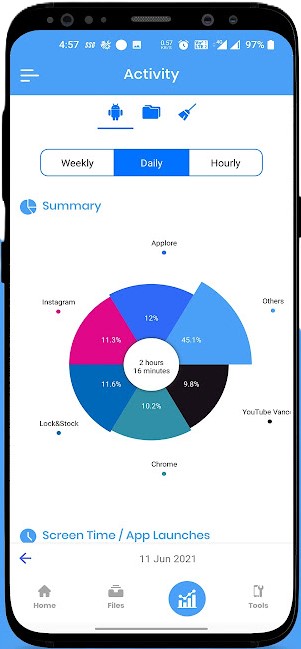 4:57 0.57 KB/S 4G 97%
Activity
Weekly Daily Hourly
Summary
Applore
Instagram Others
12%
11.3% 45.1%
2 hours
16 minutes
11.6% 9.8%
10.2%
Lock&Stock YouTube Vanc
Chrome
Screen Time / App Launches
11 Jun 2021
Home Files Tools